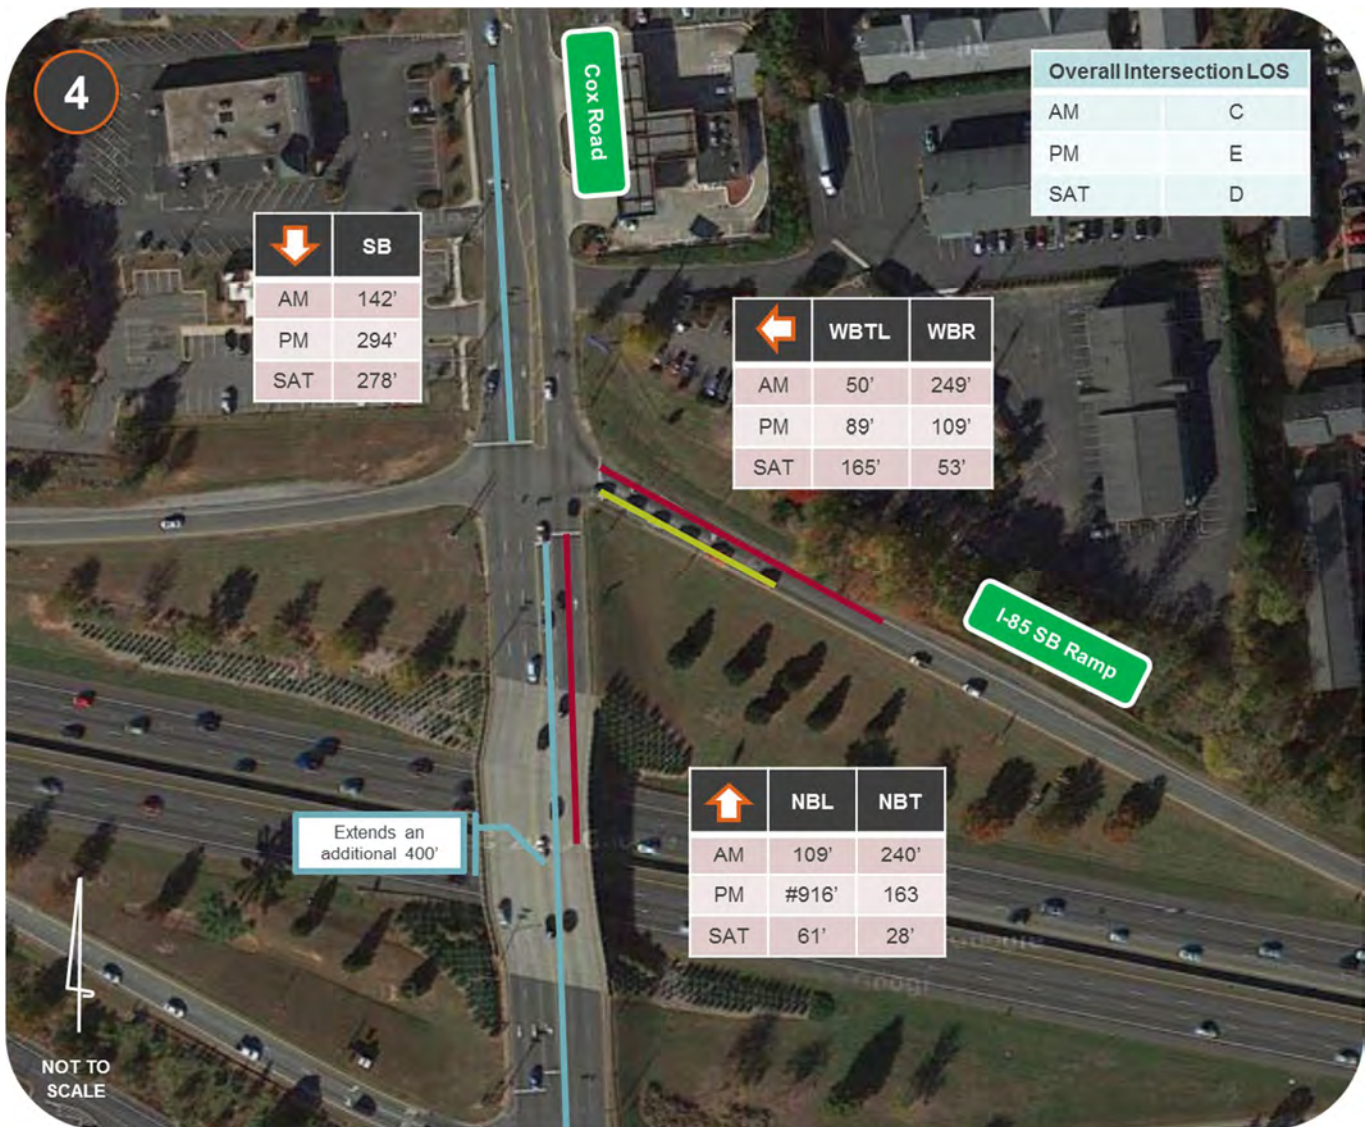 4
Cox Road
Overall Intersection LOS
AM C
PM E
SAT D
SB
AM 142’
PM 294’
SAT 278’
WBTL WBR
AM 50’ 249’
PM 89’ 109’
SAT 165’ 53’
I-85 SB Ramp
NBL NBT
AM 109’ 240’
PM #916’ 163
SAT 61’ 28’
Extends an
additional 400’
NOT TO
SCALE